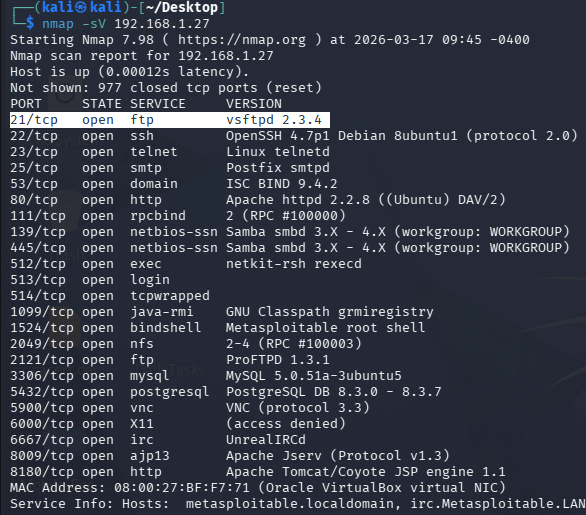 ┌──(kali㉿kali)-[~/Desktop]
└─$ nmap -sV 192.168.1.27
Starting Nmap 7.98 ( https://nmap.org ) at 2026-03-17 09:45 -0400
Nmap scan report for 192.168.1.27
Host is up (0.00012s latency).
Not shown: 977 closed tcp ports (reset)
PORT     STATE SERVICE     VERSION
21/tcp   open  ftp         vsftpd 2.3.4
22/tcp   open  ssh         OpenSSH 4.7p1 Debian 8ubuntu1 (protocol 2.0)
23/tcp   open  telnet      Linux telnetd
25/tcp   open  smtp        Postfix smtpd
53/tcp   open  domain      ISC BIND 9.4.2
80/tcp   open  http        Apache httpd 2.2.8 ((Ubuntu) DAV/2)
111/tcp  open  rpcbind     2 (RPC #100000)
139/tcp  open  netbios-ssn Samba smbd 3.X - 4.X (workgroup: WORKGROUP)
445/tcp  open  netbios-ssn Samba smbd 3.X - 4.X (workgroup: WORKGROUP)
512/tcp  open  exec        netkit-rsh rexecd
513/tcp  open  login
514/tcp  open  tcpwrapped
1099/tcp open  java-rmi    GNU Classpath grmiregistry
1524/tcp open  bindshell   Metasploitable root shell
2049/tcp open  nfs         2-4 (RPC #100003)
2121/tcp open  ftp         ProFTPD 1.3.1
3306/tcp open  mysql       MySQL 5.0.51a-3ubuntu5
5432/tcp open  postgresql  PostgreSQL DB 8.3.0 - 8.3.7
5900/tcp open  vnc         VNC (protocol 3.3)
6000/tcp open  X11         (access denied)
6667/tcp open  irc         UnrealIRCd
8009/tcp open  ajp13       Apache Jserv (Protocol v1.3)
8180/tcp open  http        Apache Tomcat/Coyote JSP engine 1.1
MAC Address: 08:00:27:BF:F7:71 (Oracle VirtualBox virtual NIC)
Service Info: Hosts:  metasploitable.localdomain, irc.Metasploitable.LAN